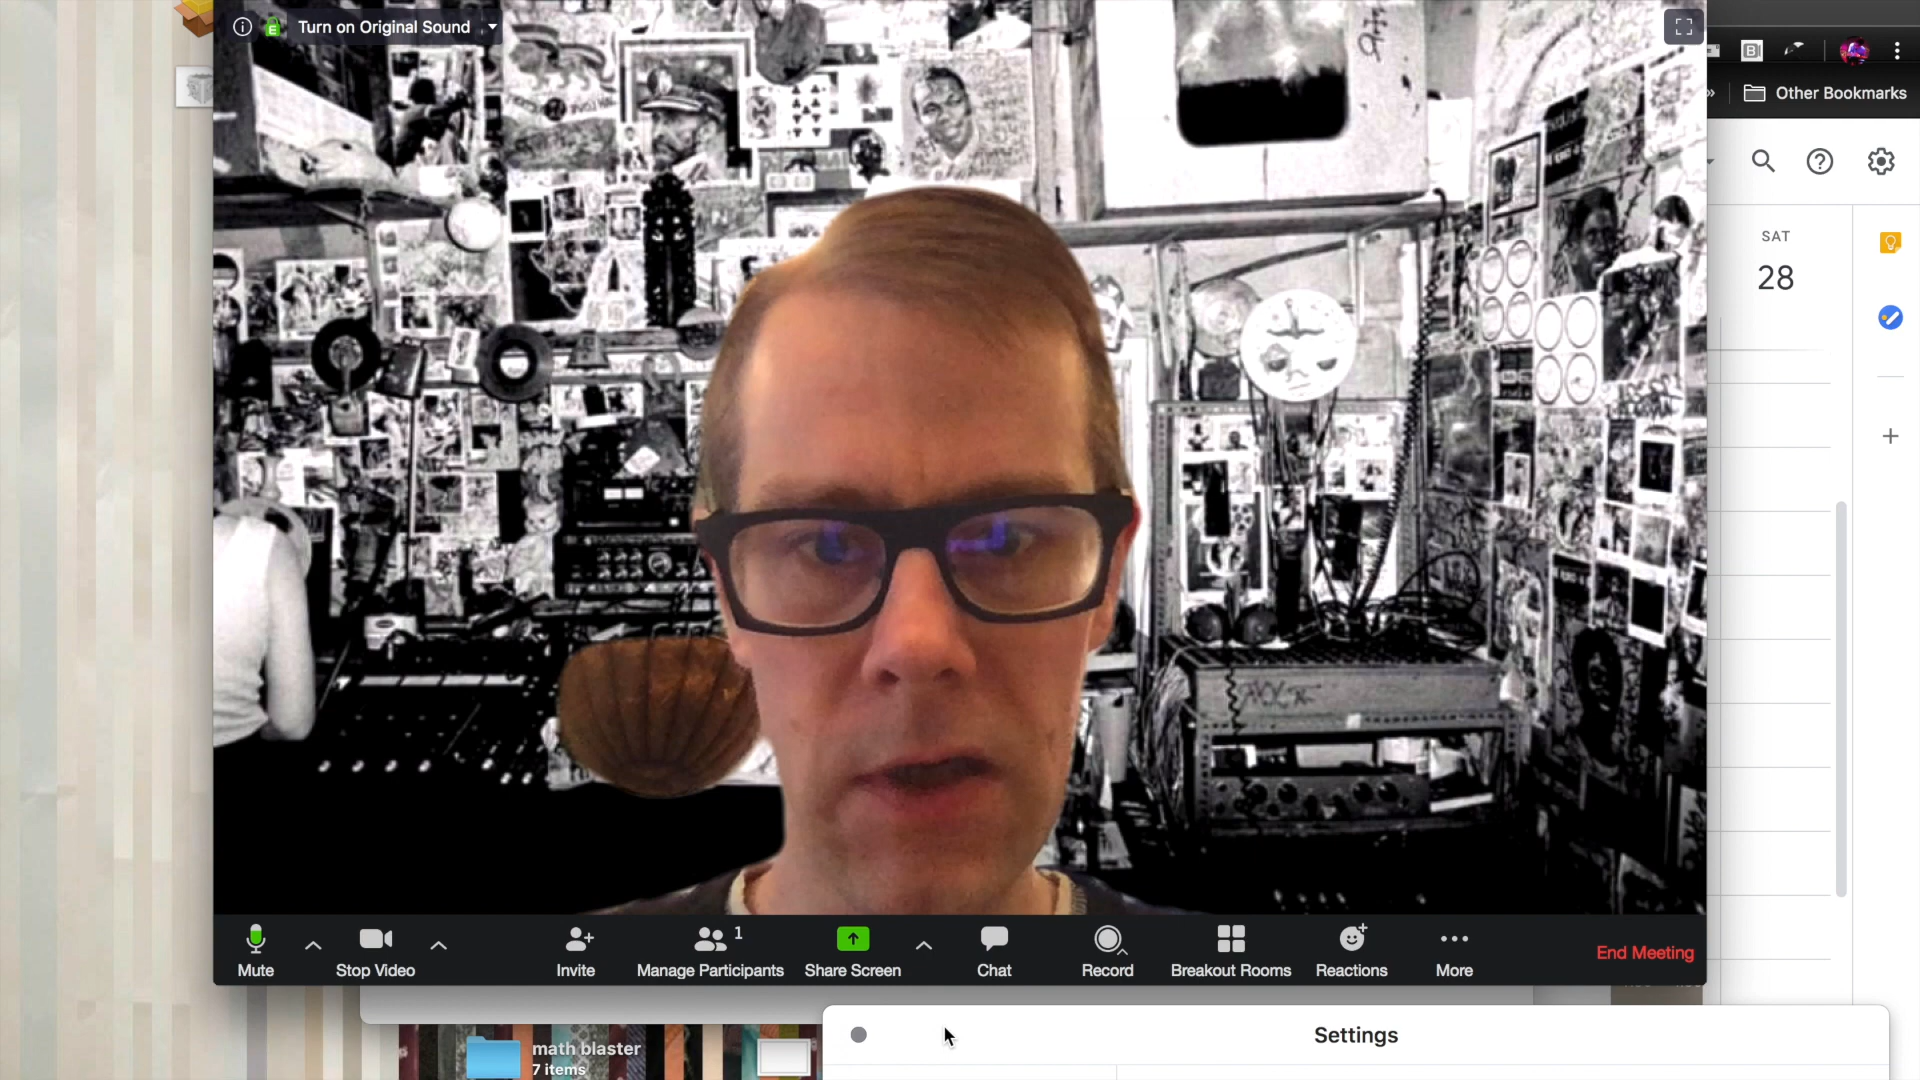 Turn on Original Sound
Other Bookmarks
SAT
28
Mute
Stop Video
Invite
1
Manage Participants
Share Screen
Chat
Record
Breakout Rooms
Reactions
More
End Meeting
math blaster
7 items
Settings